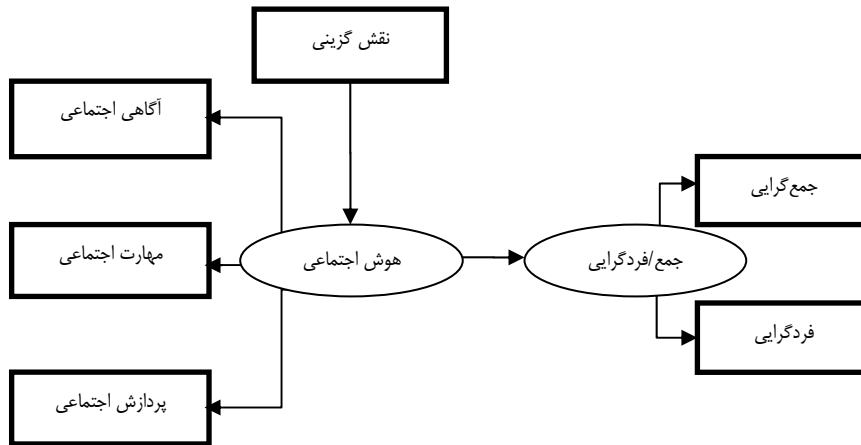 نقش گزینی
آگاهی اجتماعی
جمع‌گرایی
مهارت اجتماعی
هوش اجتماعی
جمع/فردگرایی
فردگرایی
پردازش اجتماعی